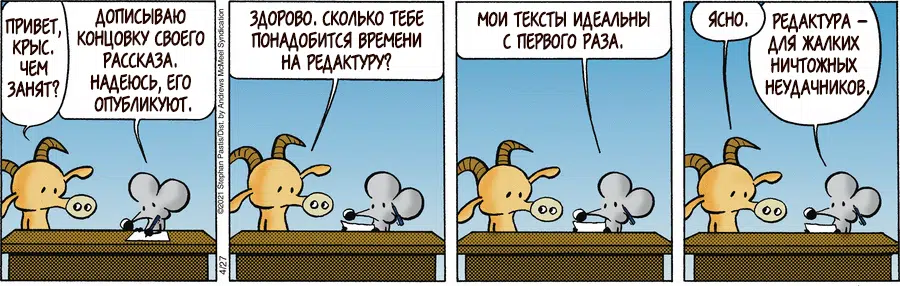 ПРИВЕТ,
КРЫС.
ЧЕМ
ЗАНЯТ?
ДОПИСЫВАЮ
КОНЦОВКУ СВОЕГО
РАССКАЗА.
НАДЕЮСЬ, ЕГО
ОПУБЛИКУЮТ.
©2021 Stephan Pastis/Dist. by Andrews McMeel Syndication
4/27
ЗДОРОВО. СКОЛЬКО ТЕБЕ
ПОНАДОБИТСЯ ВРЕМЕНИ
НА РЕДАКТУРУ?
МОИ ТЕКСТЫ ИДЕАЛЬНЫ
С ПЕРВОГО РАЗА.
ЯСНО.
РЕДАКТУРА –
ДЛЯ ЖАЛКИХ
НИЧТОЖНЫХ
НЕУДАЧНИКОВ.